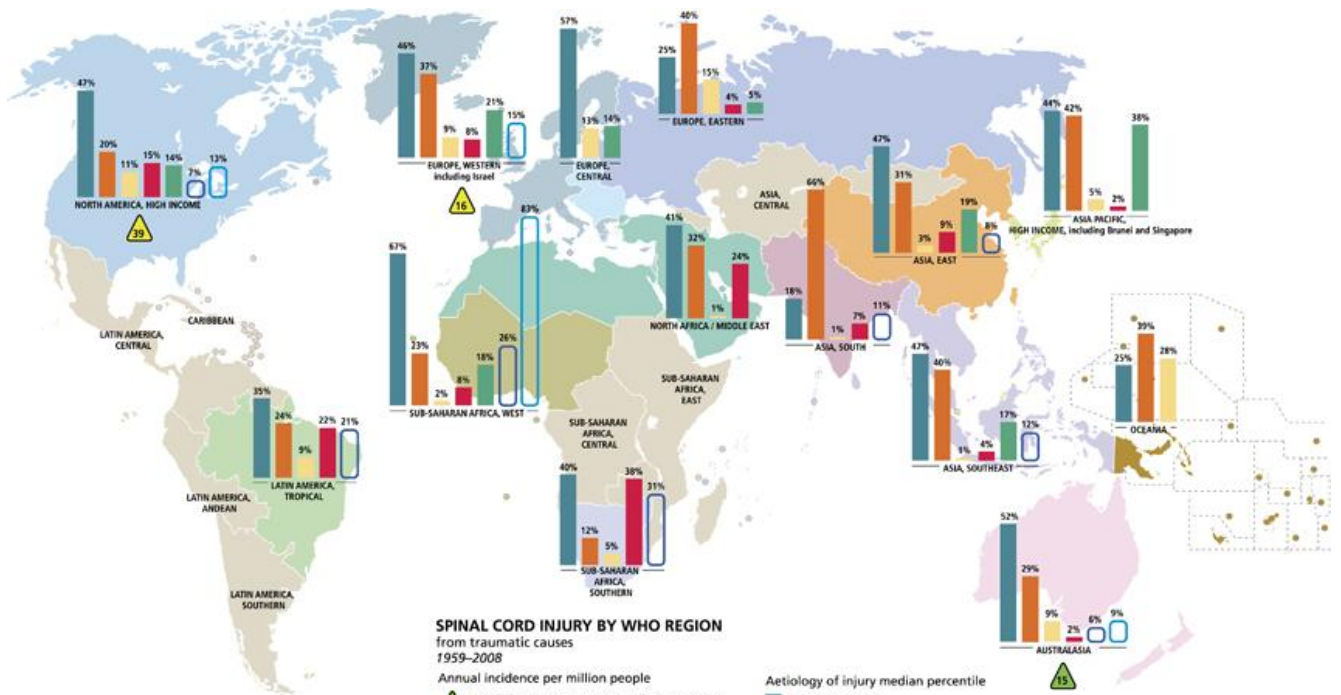 47%
20%
11%
15%
14%
7%
13%
NORTH AMERICA, HIGH INCOME
39
46%
37%
9%
8%
21%
15%
EUROPE, WESTERN
including Israel
16
57%
13%
14%
EUROPE,
CENTRAL
25%
40%
15%
4%
5%
EUROPE, EASTERN
44%
42%
5%
2%
38%
ASIA PACIFIC,
HIGH INCOME, including Brunei and Singapore
ASIA,
CENTRAL
47%
31%
3%
9%
19%
8%
ASIA, EAST
67%
23%
2%
8%
18%
26%
83%
SUB-SAHARAN AFRICA, WEST
41%
32%
1%
24%
NORTH AFRICA / MIDDLE EAST
18%
66%
1%
7%
11%
ASIA, SOUTH
LATIN AMERICA,
CENTRAL
CARIBBEAN
47%
40%
4%
17%
12%
ASIA, SOUTHEAST
25%
39%
28%
OCEANIA
35%
24%
9%
22%
21%
LATIN AMERICA,
TROPICAL
LATIN AMERICA,
ANDEAN
LATIN AMERICA,
SOUTHERN
SUB-SAHARAN
AFRICA,
EAST
SUB-SAHARAN
AFRICA,
CENTRAL
40%
12%
5%
38%
31%
SUB-SAHARAN
AFRICA,
SOUTHERN
52%
29%
9%
2%
6%
9%
AUSTRALASIA
15
SPINAL CORD INJURY BY WHO REGION
from traumatic causes
1959–2008
Annual incidence per million people
Aetiology of injury median percentile